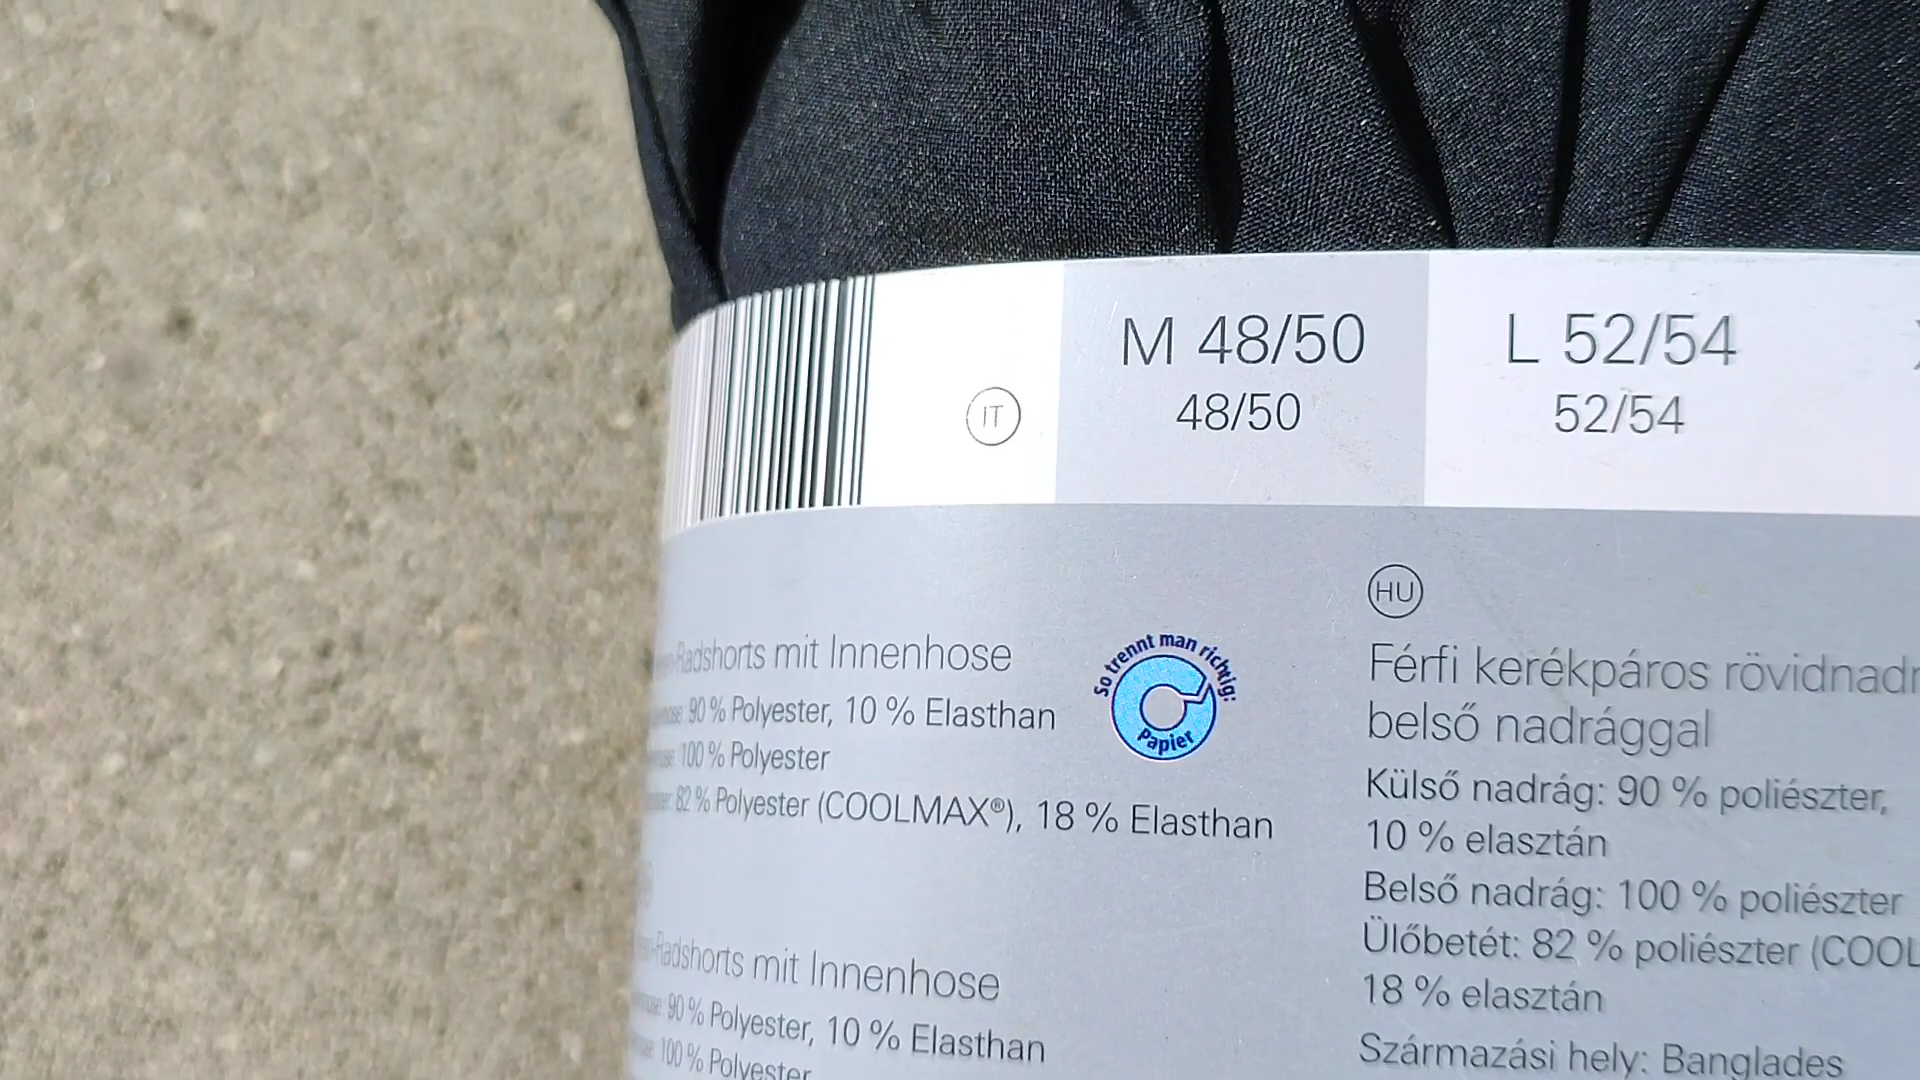 M 48/50
L 52/54
IT
48/50
52/54
Radshorts mit Innenhose
90 % Polyester, 10 % Elasthan
100 % Polyester
82 % Polyester (COOLMAX®), 18 % Elasthan
So trennt man richtig:
Papier
Radshorts mit Innenhose
90 % Polyester, 10 % Elasthan
100 % Polyester
HU
Férfi kerékpáros rövidnadr
belső nadrággal
Külső nadrág: 90 % poliészter,
10 % elasztán
Belső nadrág: 100 % poliészter
Ülőbetét: 82 % poliészter (COOL
18 % elasztán
Származási hely: Banglades